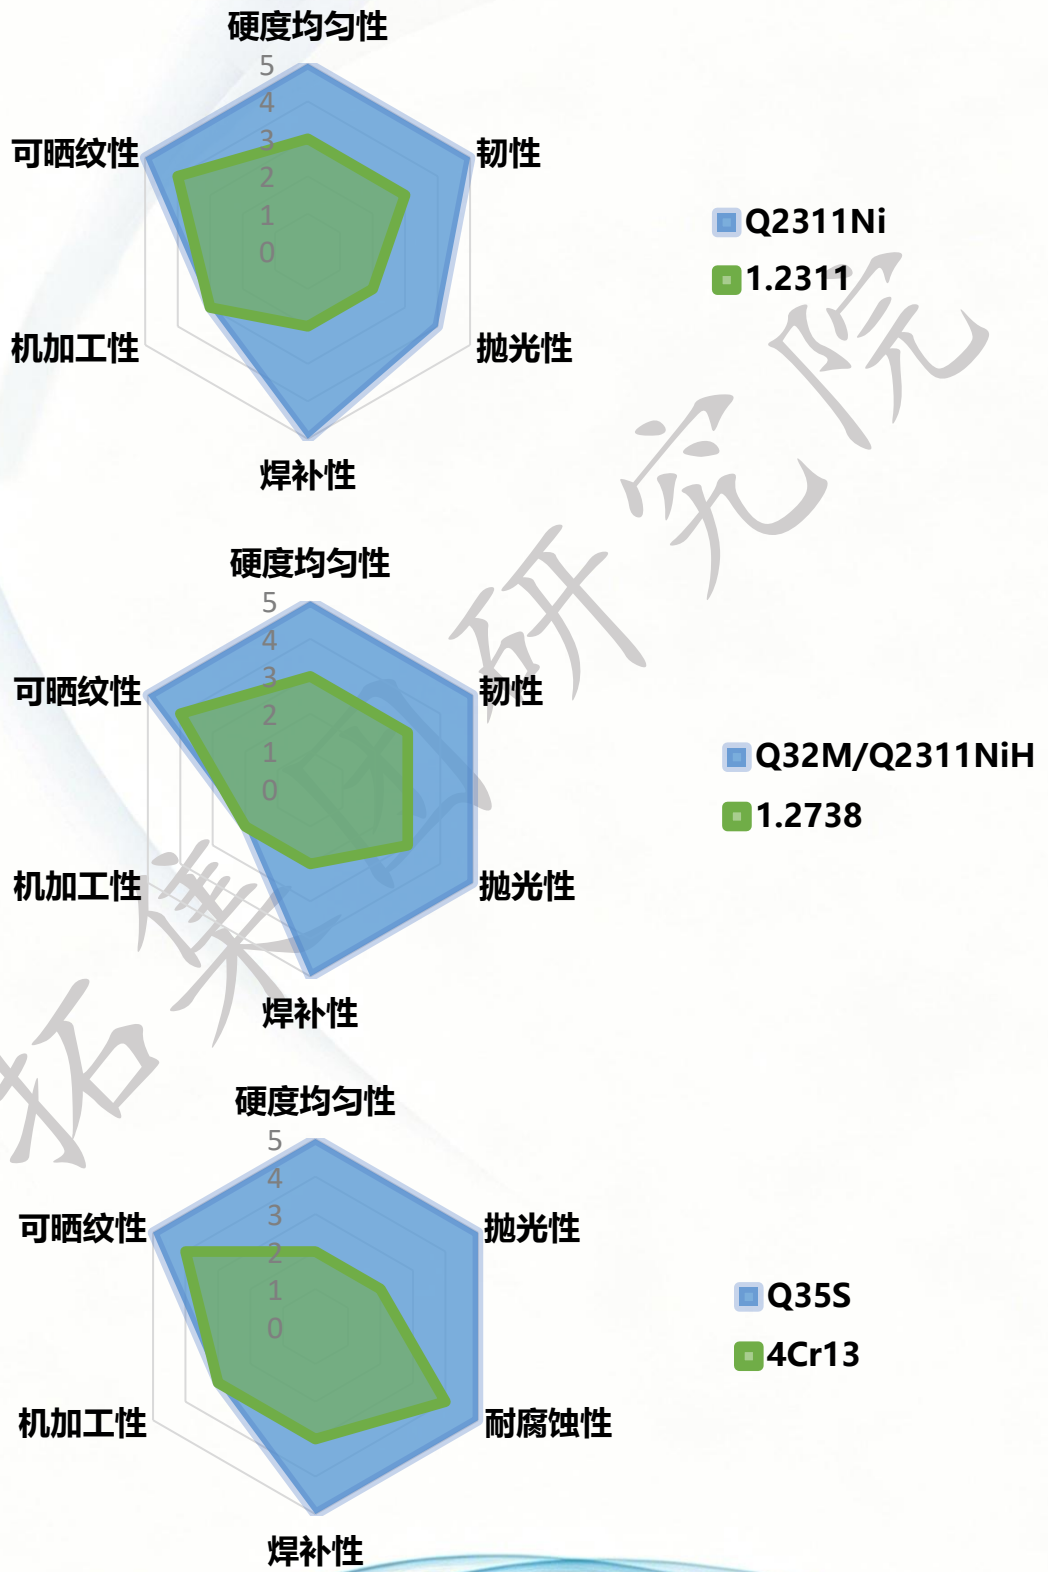 硬度均匀性
5
4
3
2
1
0
可晒纹性
韧性
机加工性
抛光性
焊补性
Q2311Ni
1.2311
硬度均匀性
5
4
3
2
1
0
可晒纹性
韧性
机加工性
抛光性
焊补性
Q32M/Q2311NiH
1.2738
硬度均匀性
5
4
3
2
1
0
可晒纹性
抛光性
机加工性
耐腐蚀性
焊补性
Q35S
4Cr13
拓集团研究院